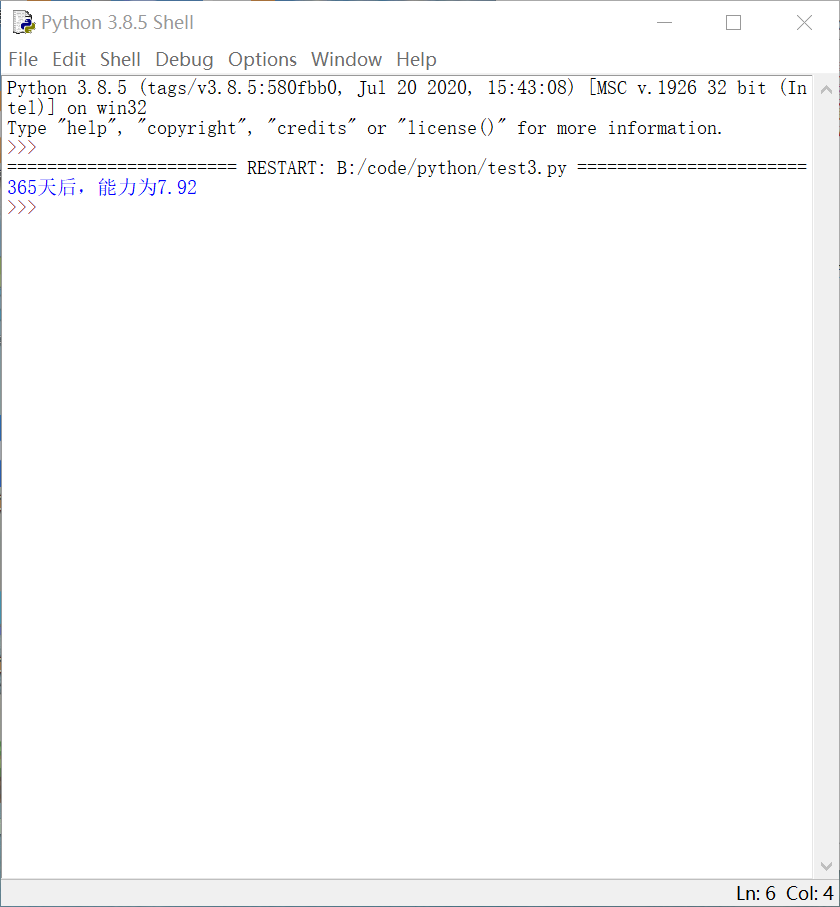 Python 3.8.5 Shell
File Edit Shell Debug Options Window Help
Python 3.8.5 (tags/v3.8.5:580fbb0, Jul 20 2020, 15:43:08) [MSC v.1926 32 bit (In
tel)] on win32
Type "help", "copyright", "credits" or "license()" for more information.
>>>
======================= RESTART: B:/code/python/test3.py =======================
365天后，能力为7.92
>>>
Ln: 6 Col: 4